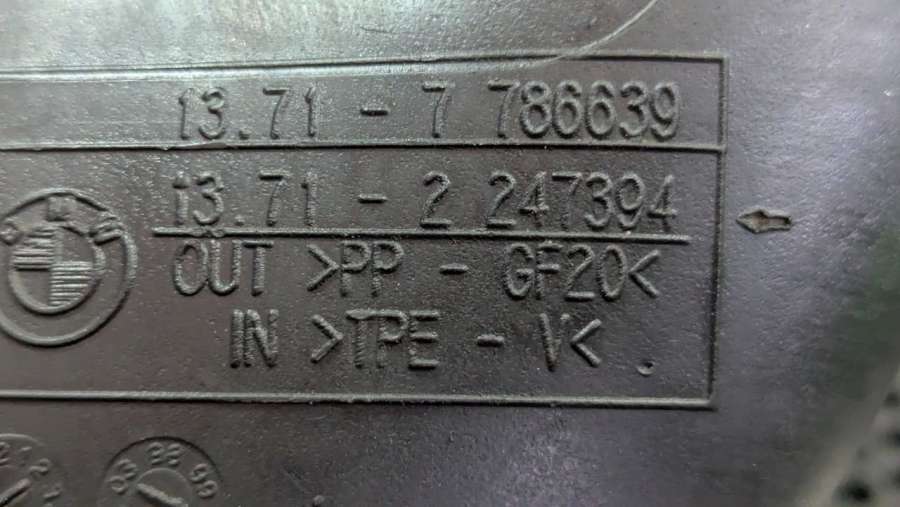 13.71 - 7 786639
13.71 - 2 247394
OUT >PP - GF20<
IN >TPE - V<